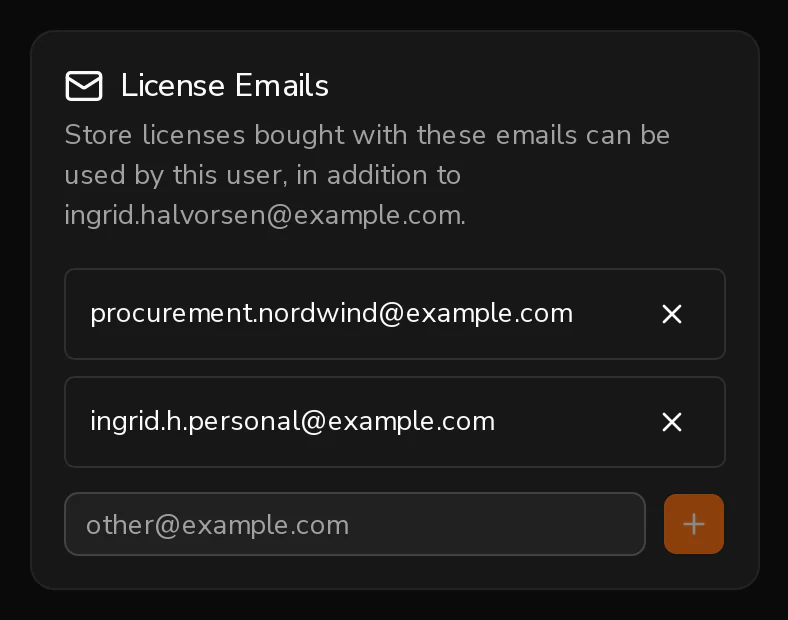 License Emails
Store licenses bought with these emails can be
used by this user, in addition to
ingrid.halvorsen@example.com.
procurement.nordwind@example.com
ingrid.h.personal@example.com
other@example.com